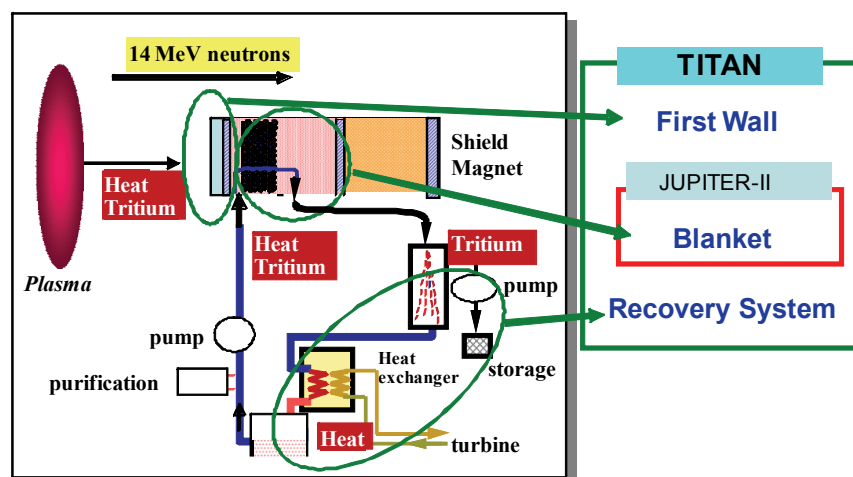 14 MeV neutrons
Plasma
Heat
Tritium
Shield
Magnet
Heat
Tritium
Tritium
pump
storage
pump
purification
Heat
exchanger
Heat
turbine
TITAN
First Wall
JUPITER-II
Blanket
Recovery System